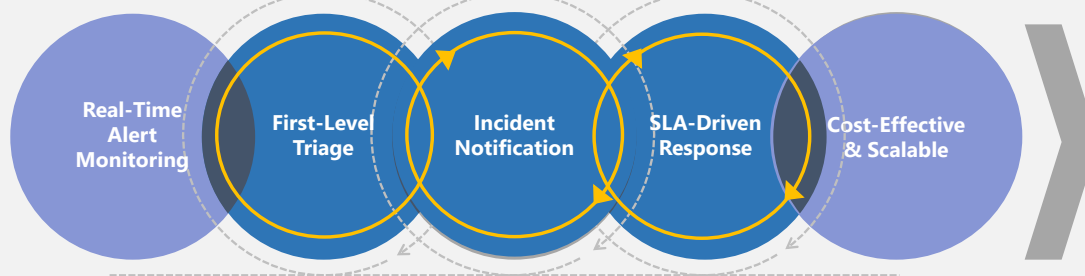 Real-Time
Alert
Monitoring
First-Level
Triage
Incident
Notification
SLA-Driven
Response
Cost-Effective
& Scalable